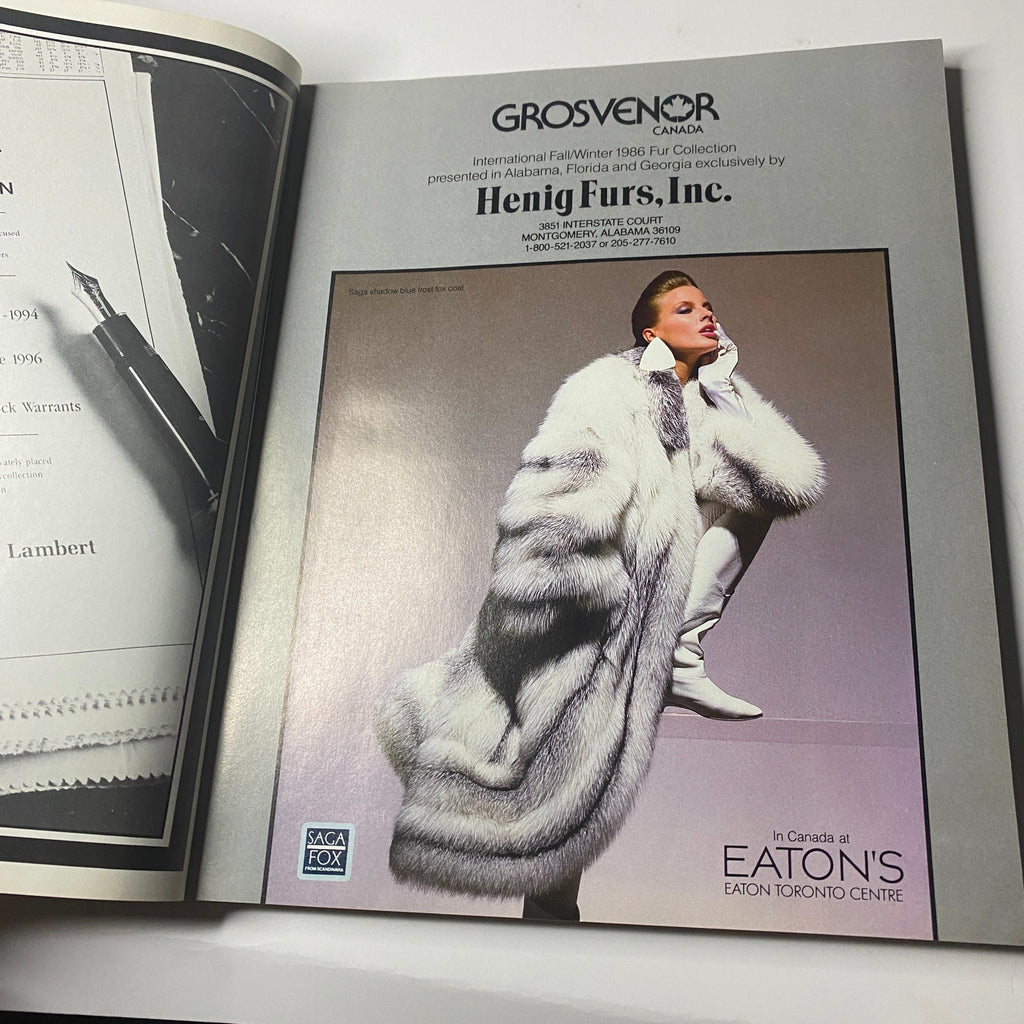 N
-1994
1996
Warrants
placed
Lambert
GROSVENOR
CANADA
International Fall/Winter 1986 Fur Collection
presented in Alabama, Florida and Georgia exclusively by
Henig Furs, Inc.
3851 INTERSTATE COURT
MONTGOMERY, ALABAMA 36109
1-800-521-2037 or 205-277-7610
Saga shadow blue frost fox coat
SAGA
FOX
FROM SCANDINAVIA
In Canada at
EATON'S
EATON TORONTO CENTRE